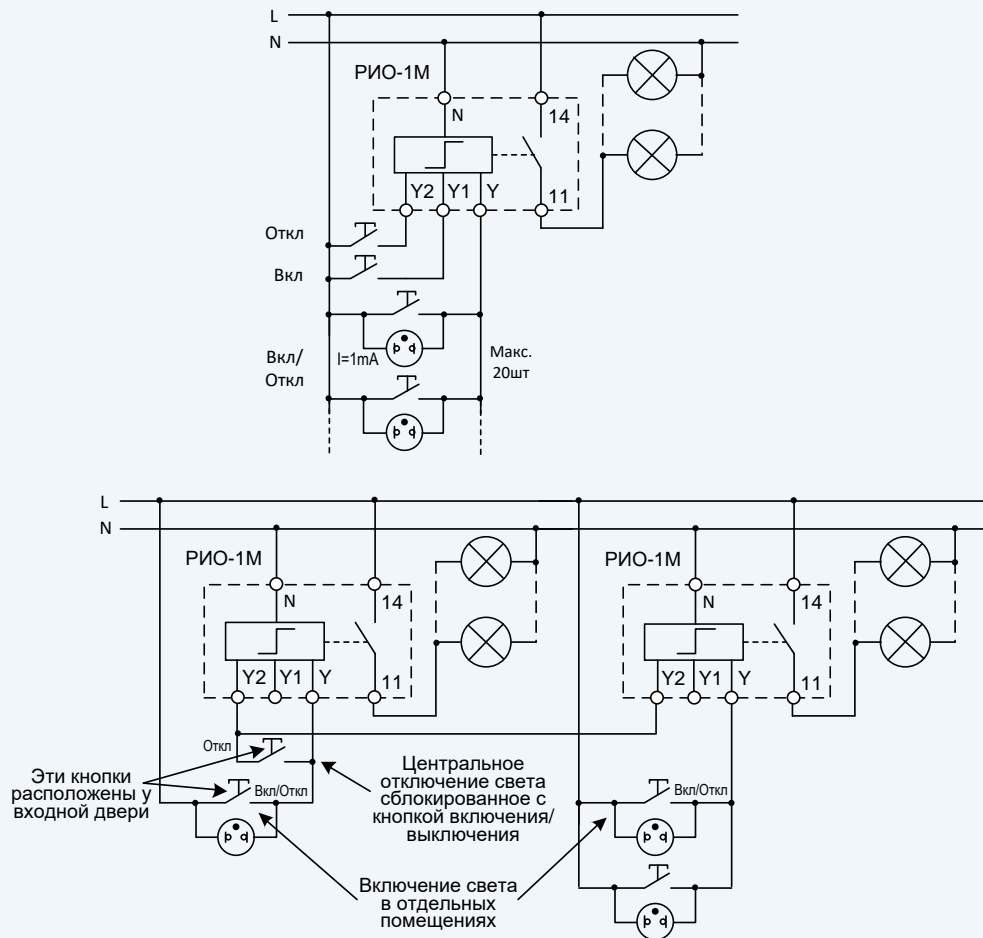 L
N
РИО-1М
N
14
Y2
Y1
Y
11
Откл
Вкл
I=1mA
Вкл/
Откл
Макс.
20шт
L
N
РИО-1М
РИО-1М
N
14
N
14
Y2
Y1
Y
11
Y2
Y1
Y
11
Откл
Эти кнопки
расположены у
входной двери
Вкл/Откл
Центральное
отключение света
сблокированное с
кнопкой включения/
выключения
Вкл/Откл
Включение света
в отдельных
помещениях